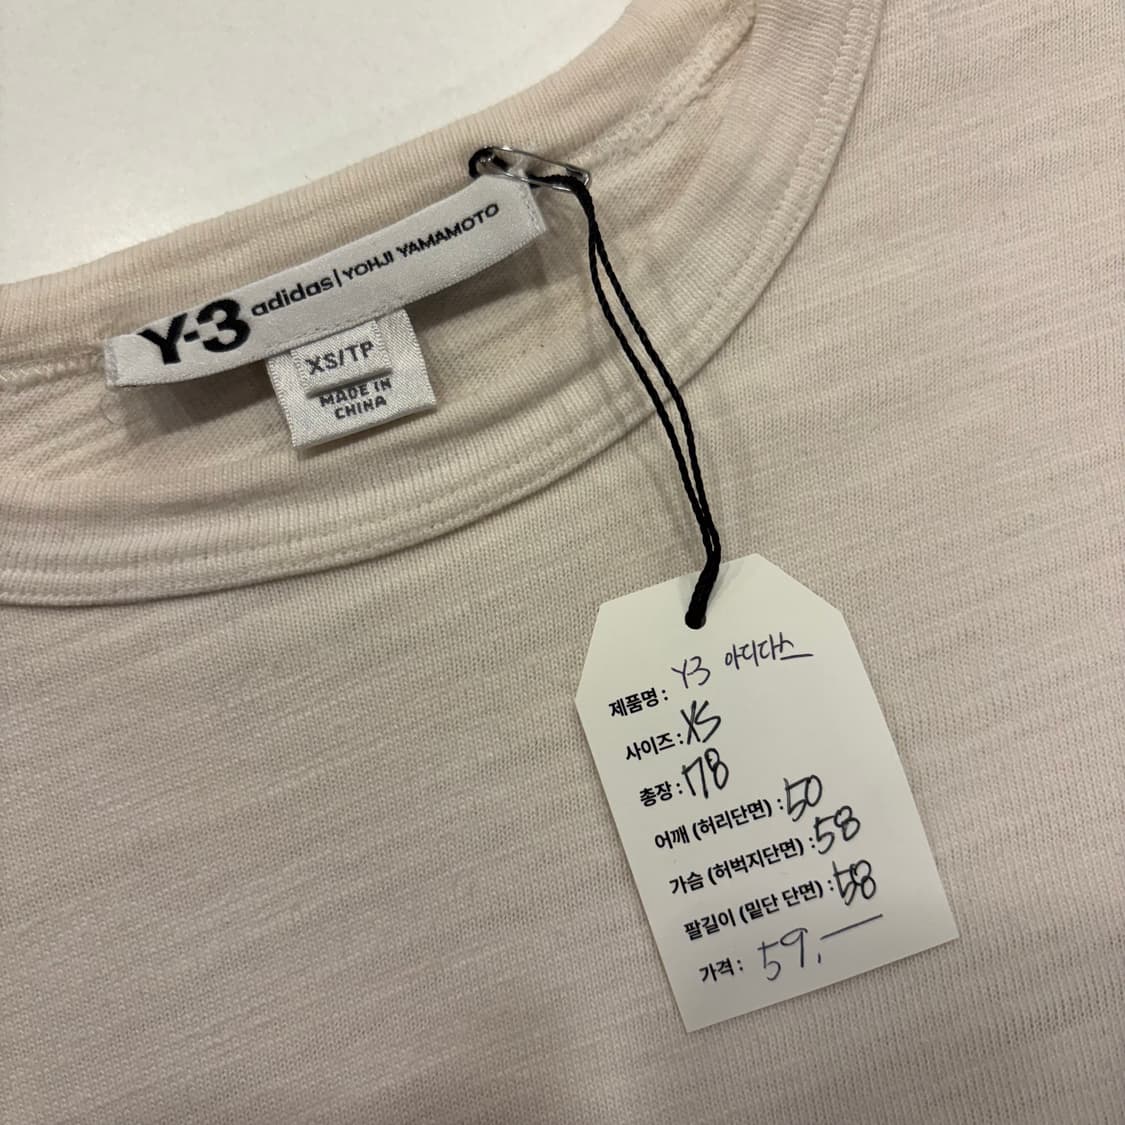 Y-3 adidas | YOHJI YAMAMOTO
XS/TP
MADE IN
CHINA
제품명 : Y3 아디다스
사이즈 : XS
총장 : 78
어깨 (허리단면) : 50
가슴 (허벅지단면) : 58
팔길이 (밑단 단면) : 58
가격 : 59,—